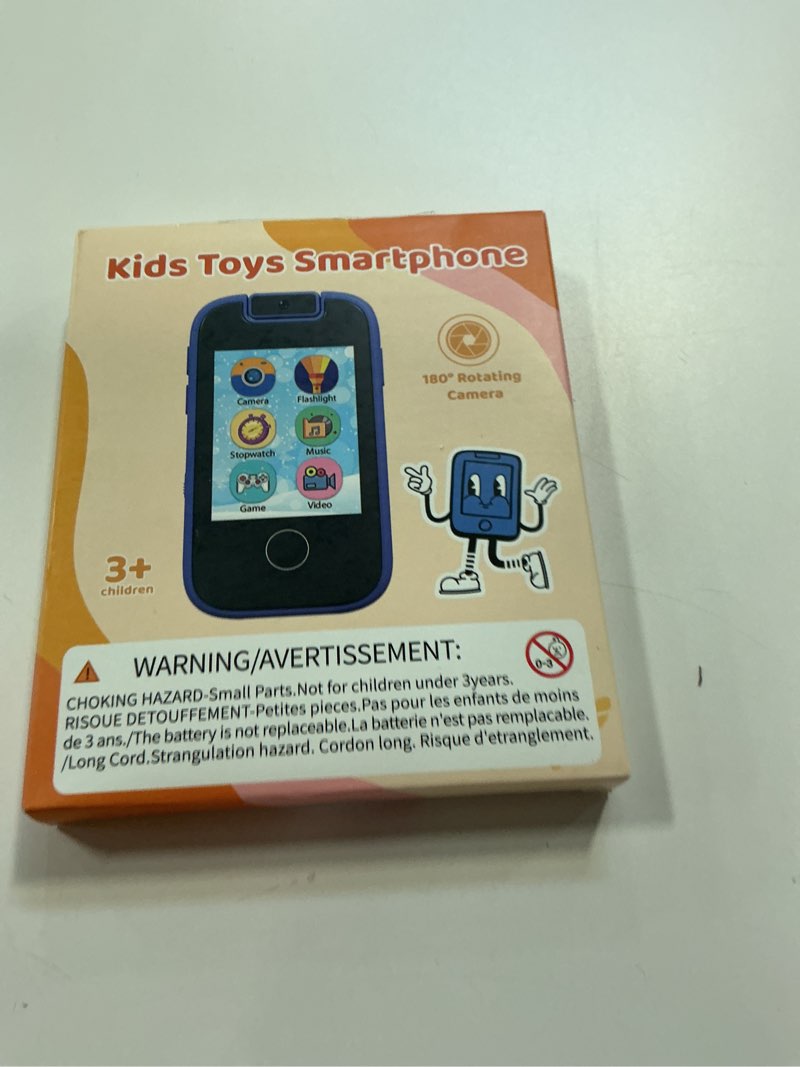 Kids Toys Smartphone
180° Rotating
Camera
Camera
Flashlight
Stopwatch
Music
Game
Video
3+
children
WARNING/AVERTISSEMENT:
0-3
CHOKING HAZARD-Small Parts.Not for children under 3years.
RISQUE DETOUFFEMENT-Petites pieces.Pas pour les enfants de moins
de 3 ans./The battery is not replaceable.La batterie n'est pas remplacable.
/Long Cord.Strangulation hazard. Cordon long. Risque d'etranglement.